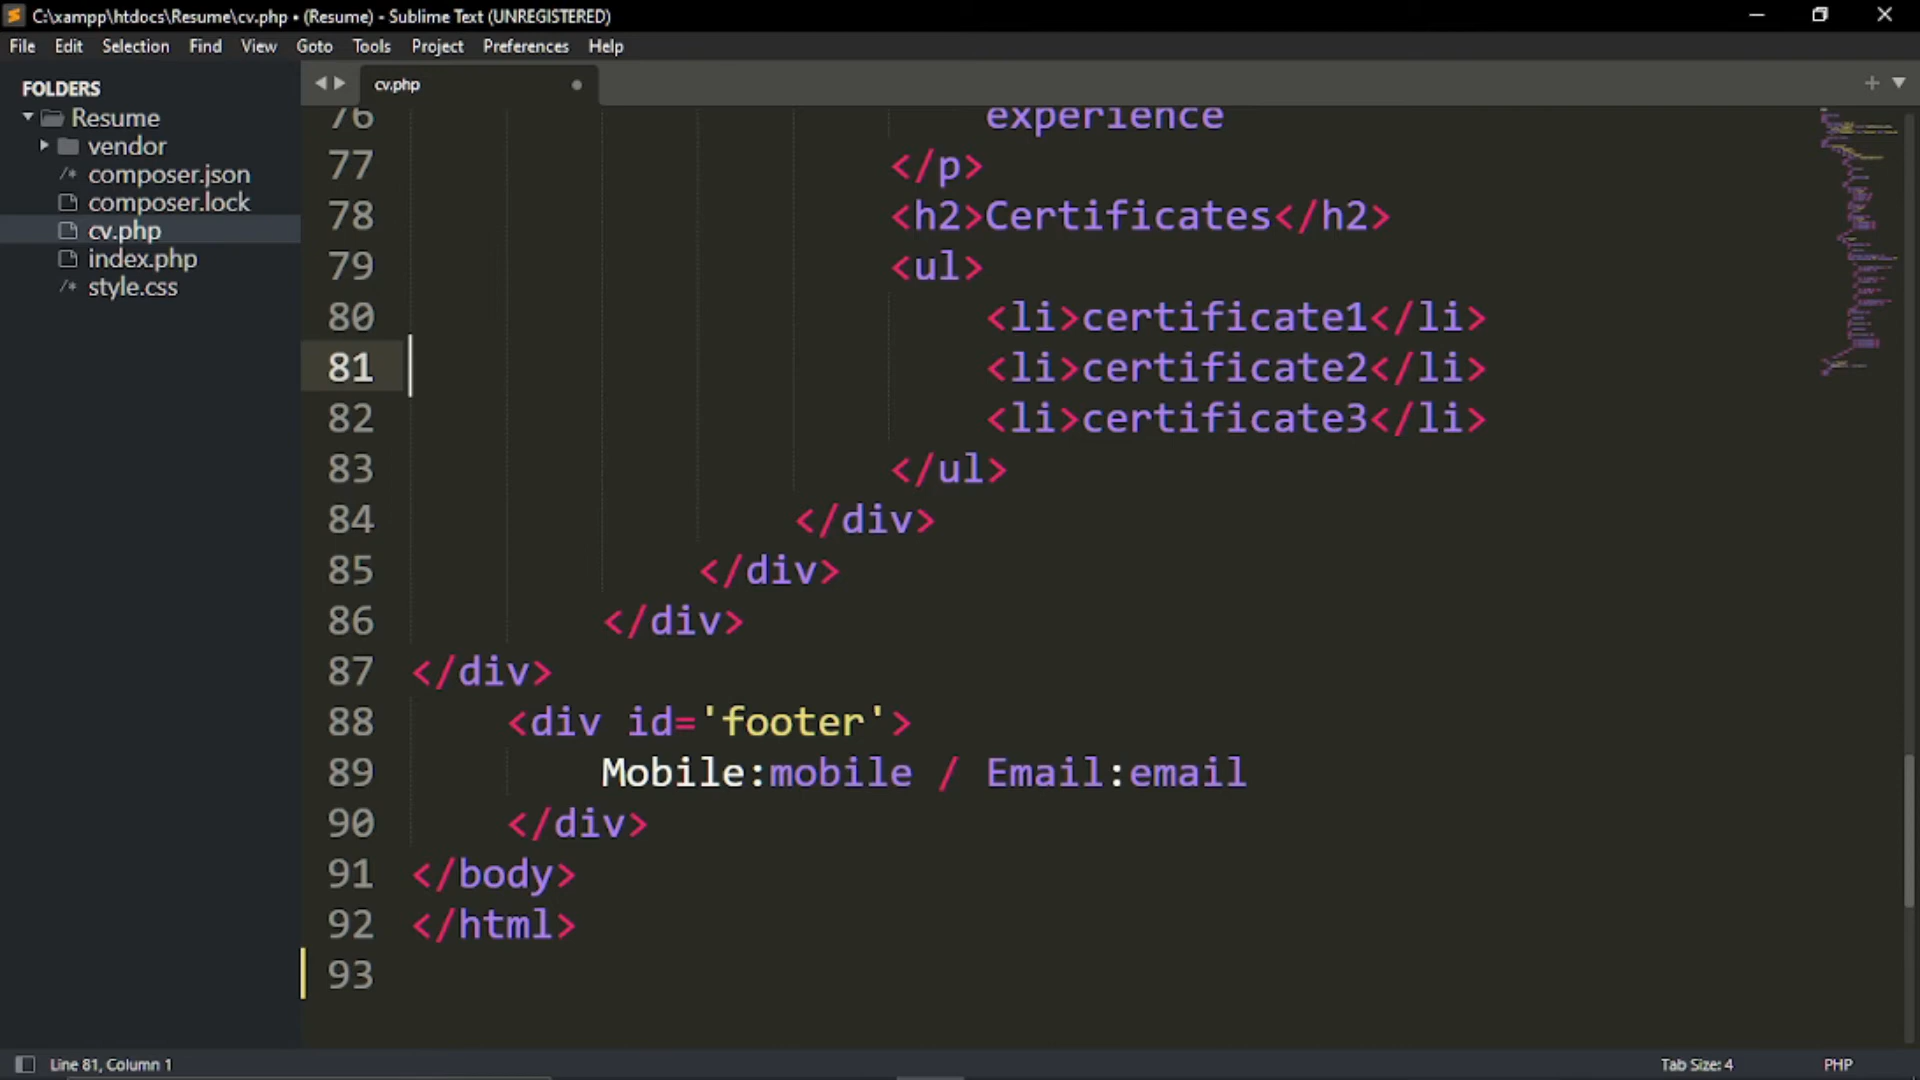 C:\xampp\htdocs\Resume\cv.php • (Resume) - Sublime Text (UNREGISTERED)
File Edit Selection Find View Goto Tools Project Preferences Help
FOLDERS
Resume
vendor
/* composer.json
composer.lock
cv.php
index.php
/* style.css
cv.php
76 experience
77 </p>
78 <h2>Certificates</h2>
79 <ul>
80 <li>certificate1</li>
81 <li>certificate2</li>
82 <li>certificate3</li>
83 </ul>
84 </div>
85 </div>
86 </div>
87 </div>
88 <div id='footer'>
89 Mobile:mobile / Email:email
90 </div>
91 </body>
92 </html>
93
Line 81, Column 1
Tab Size: 4
PHP